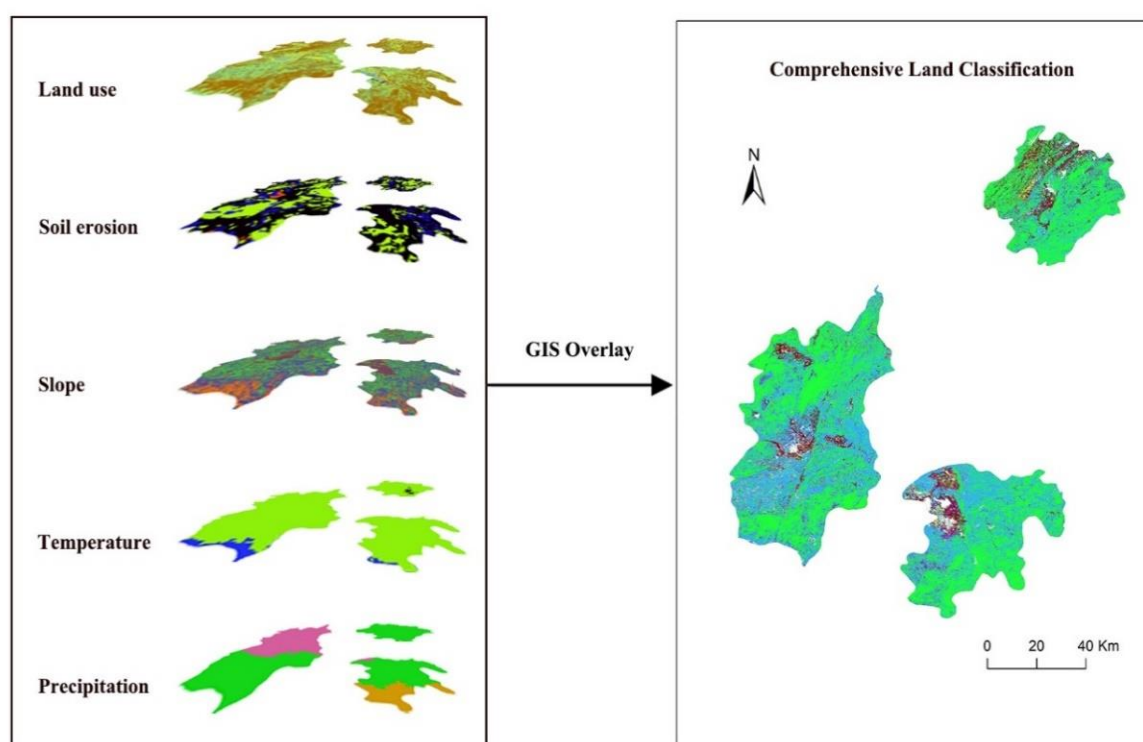 Land use
Soil erosion
Slope
Temperature
Precipitation
GIS Overlay
Comprehensive Land Classification
N
0 20 40 Km